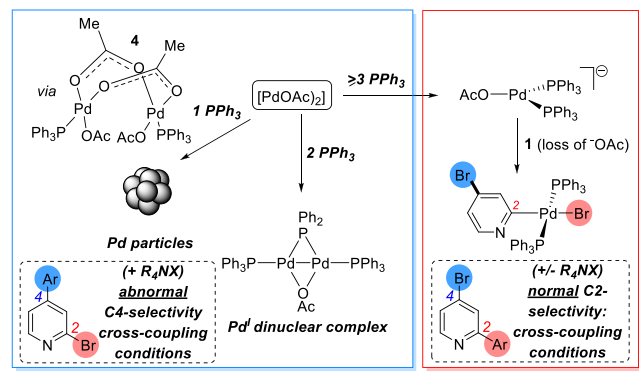 Me
4
Me
O
O
O
O
via
Pd
Pd
Ph3P
OAc
AcO
PPh3
1 PPh3
[PdOAc)2]
≥3 PPh3
2 PPh3
Pd particles
Ph2
P
Ph3P
Pd
Pd
PPh3
O
Ac
PdI dinuclear complex
Ar
4
2
N
Br
(+ R4NX)
abnormal
C4-selectivity
cross-coupling
conditions
AcO
Pd
PPh3
PPh3
⊖
1 (loss of -OAc)
Br
2
N
PPh3
Pd
Br
Ph3P
Br
4
2
N
Ar
(+/- R4NX)
normal C2-
selectivity:
cross-coupling
conditions